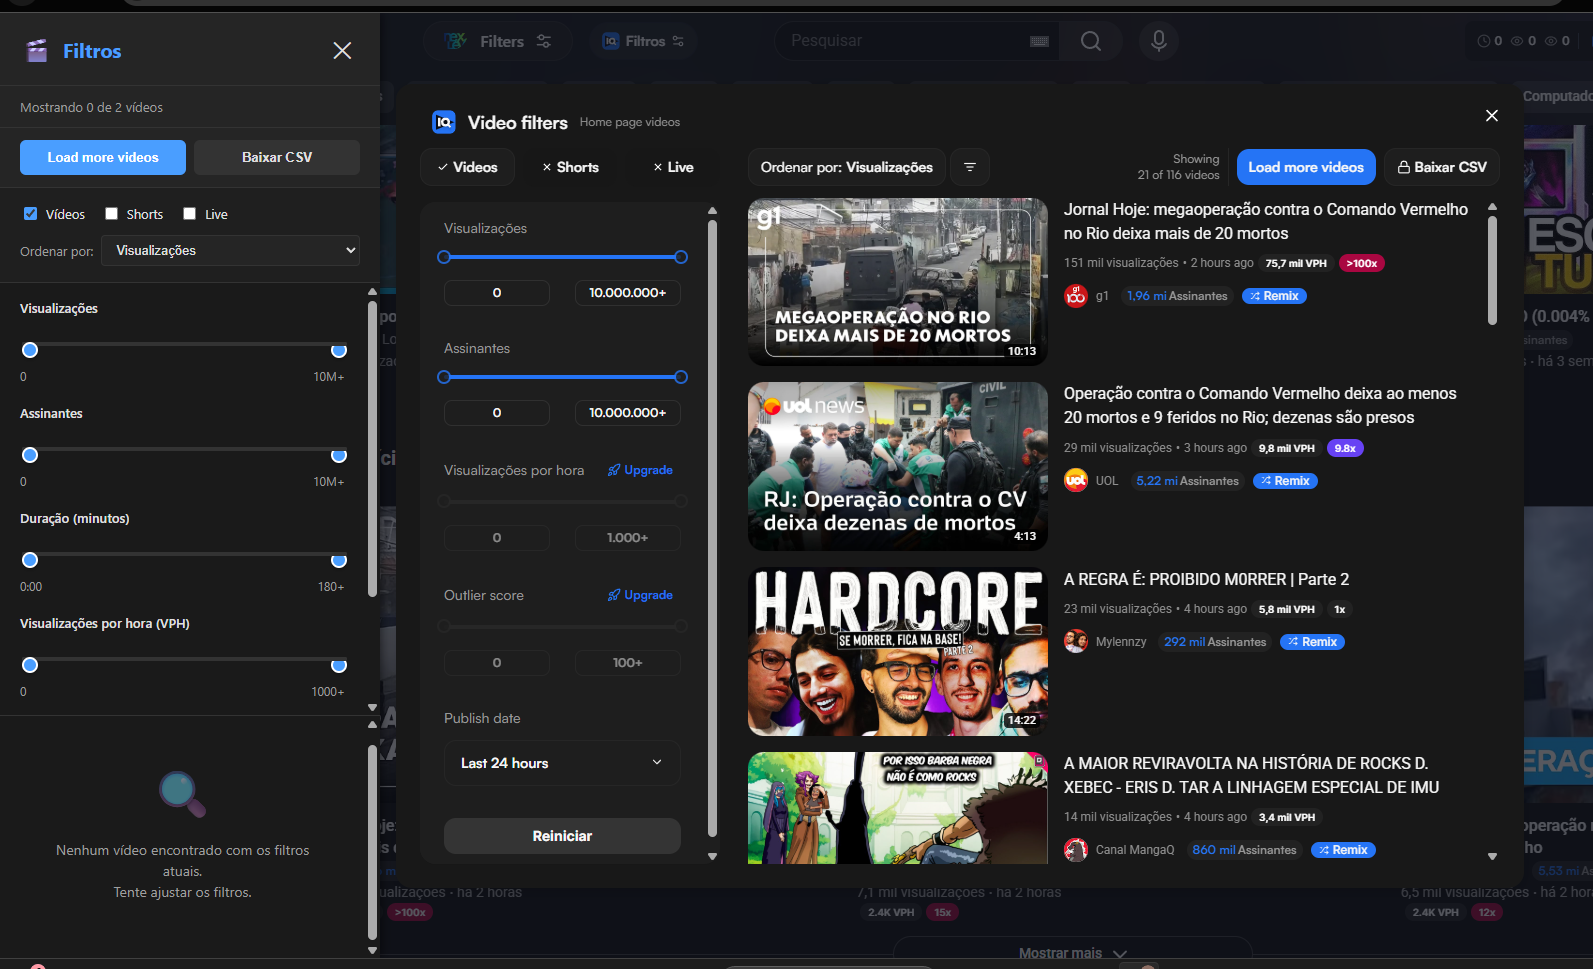 Filtros
Mostrando 0 de 2 vídeos
Load more videos
Baixar CSV
Vídeos
Shorts
Live
Ordenar por:
Visualizações
Visualizações
0
10M+
Assinantes
0
10M+
Duração (minutos)
0:00
180+
Visualizações por hora (VPH)
0
1000+
Nenhum vídeo encontrado com os filtros
atuais.
Tente ajustar os filtros.
Filters
Filtros
Pesquisar
0
0
0
IQ
Video filters
Home page videos
Videos
Shorts
Live
Ordenar por: Visualizações
Showing
21 of 116 videos
Load more videos
Baixar CSV
Visualizações
0
10.000.000+
Assinantes
0
10.000.000+
Visualizações por hora
Upgrade
0
1.000+
Outlier score
Upgrade
0
100+
Publish date
Last 24 hours
Reiniciar
g1
MEGAOPERAÇÃO NO RIO
DEIXA MAIS DE 20 MORTOS
10:13
Jornal Hoje: megaoperação contra o Comando Vermelho
no Rio deixa mais de 20 mortos
151 mil visualizações • 2 hours ago 75,7 mil VPH >100x
g1 1,96 mi Assinantes Remix
uol news
CIVIL
RJ: Operação contra o CV
deixa dezenas de mortos
4:13
Operação contra o Comando Vermelho deixa ao menos
20 mortos e 9 feridos no Rio; dezenas são presos
29 mil visualizações • 3 hours ago 9,8 mil VPH 9.8x
UOL 5,22 mi Assinantes Remix
HARDCORE
SE MORRER, FICA NA BASE!
PARTE 2
14:22
A REGRA É: PROIBIDO M0RRER | Parte 2
23 mil visualizações • 4 hours ago 5,8 mil VPH 1x
Mylennzy 292 mil Assinantes Remix
POR ISSO BARBA NEGRA
NÃO É COMO ROCKS
A MAIOR REVIRAVOLTA NA HISTÓRIA DE ROCKS D.
XEBEC - ERIS D. TAR A LINHAGEM ESPECIAL DE IMU
14 mil visualizações • 4 hours ago 3,4 mil VPH
Canal MangaQ 860 mil Assinantes Remix
Computado
ESC
TU
(0.004%
inantes
há 3 sem
ERAÇ
operação
ho
5,53 mi As
ualizações • há 2 horas
>100x
7,1 mil visualizações • há 2 horas
2.4K VPH 15x
6,5 mil visualizações • há 2 hor
2.4K VPH 12x
Mostrar mais